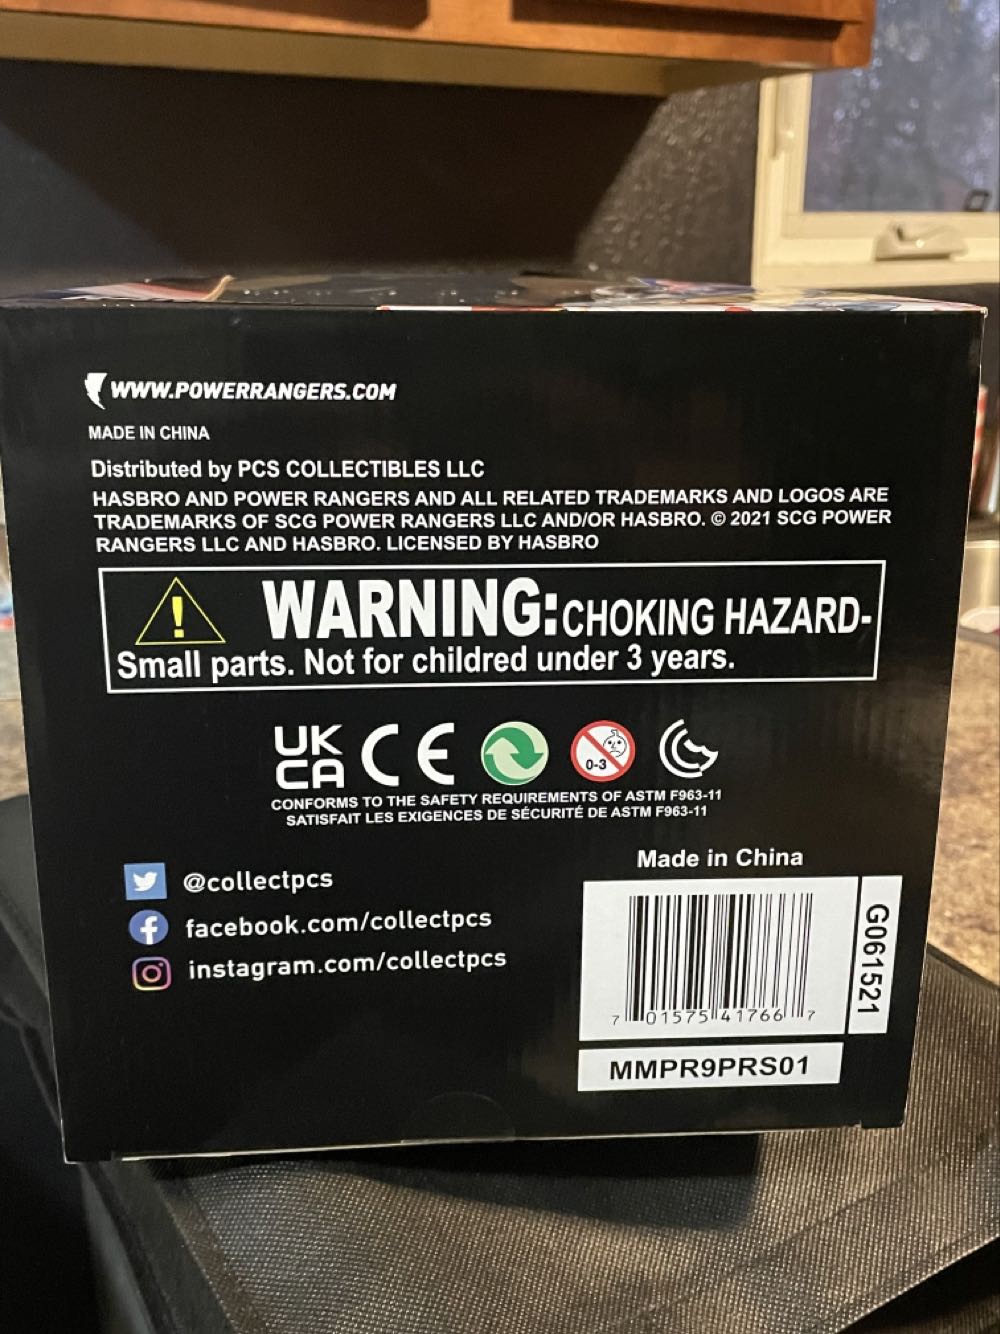 WWW.POWERRANGERS.COM
MADE IN CHINA
Distributed by PCS COLLECTIBLES LLC
HASBRO AND POWER RANGERS AND ALL RELATED TRADEMARKS AND LOGOS ARE
TRADEMARKS OF SCG POWER RANGERS LLC AND/OR HASBRO. © 2021 SCG POWER
RANGERS LLC AND HASBRO. LICENSED BY HASBRO
WARNING: CHOKING HAZARD-
Small parts. Not for childred under 3 years.
UK
CA CE
0-3
CONFORMS TO THE SAFETY REQUIREMENTS OF ASTM F963-11
SATISFAIT LES EXIGENCES DE SÉCURITÉ DE ASTM F963-11
@collectpcs
facebook.com/collectpcs
instagram.com/collectpcs
Made in China
7 01575 41766 7
G061521
MMPR9PRS01